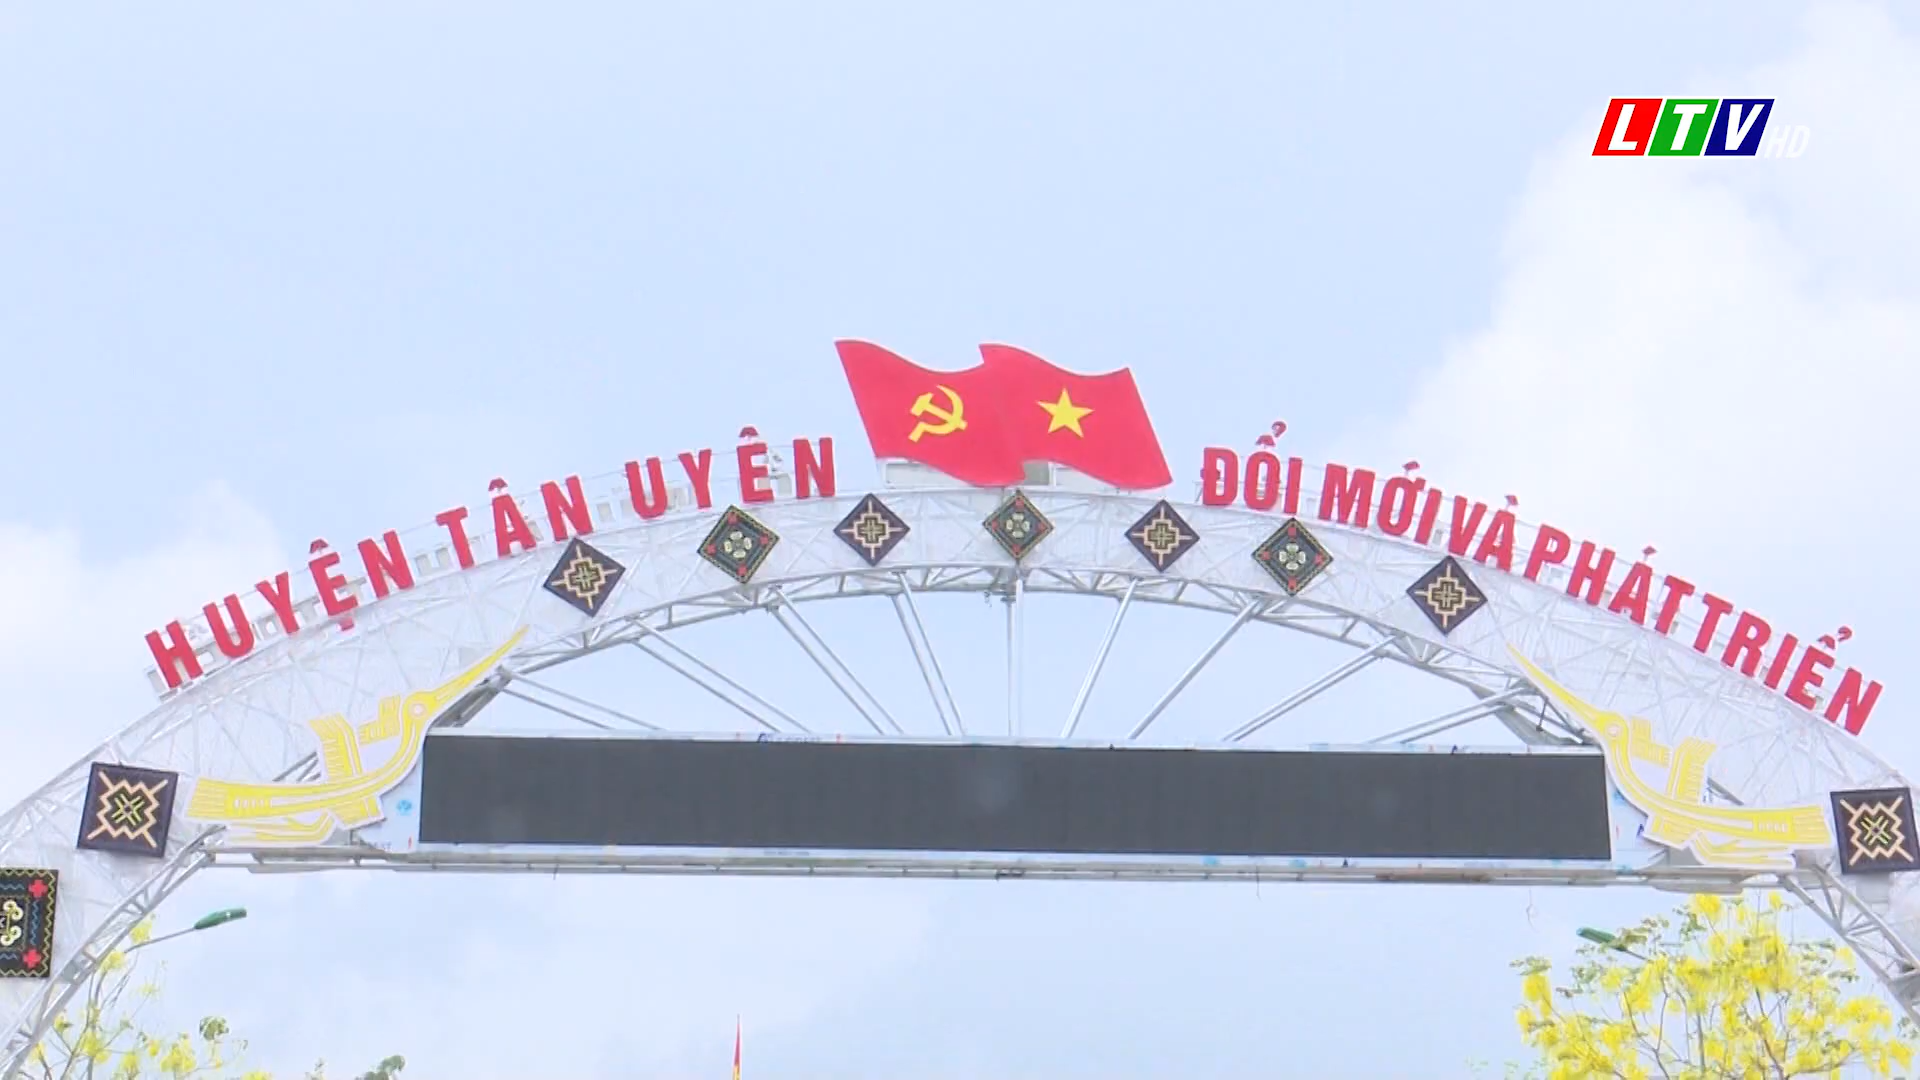 LTV HD
HUYỆN TÂN UYÊN
ĐỔI MỚI VÀ PHÁT TRIỂN